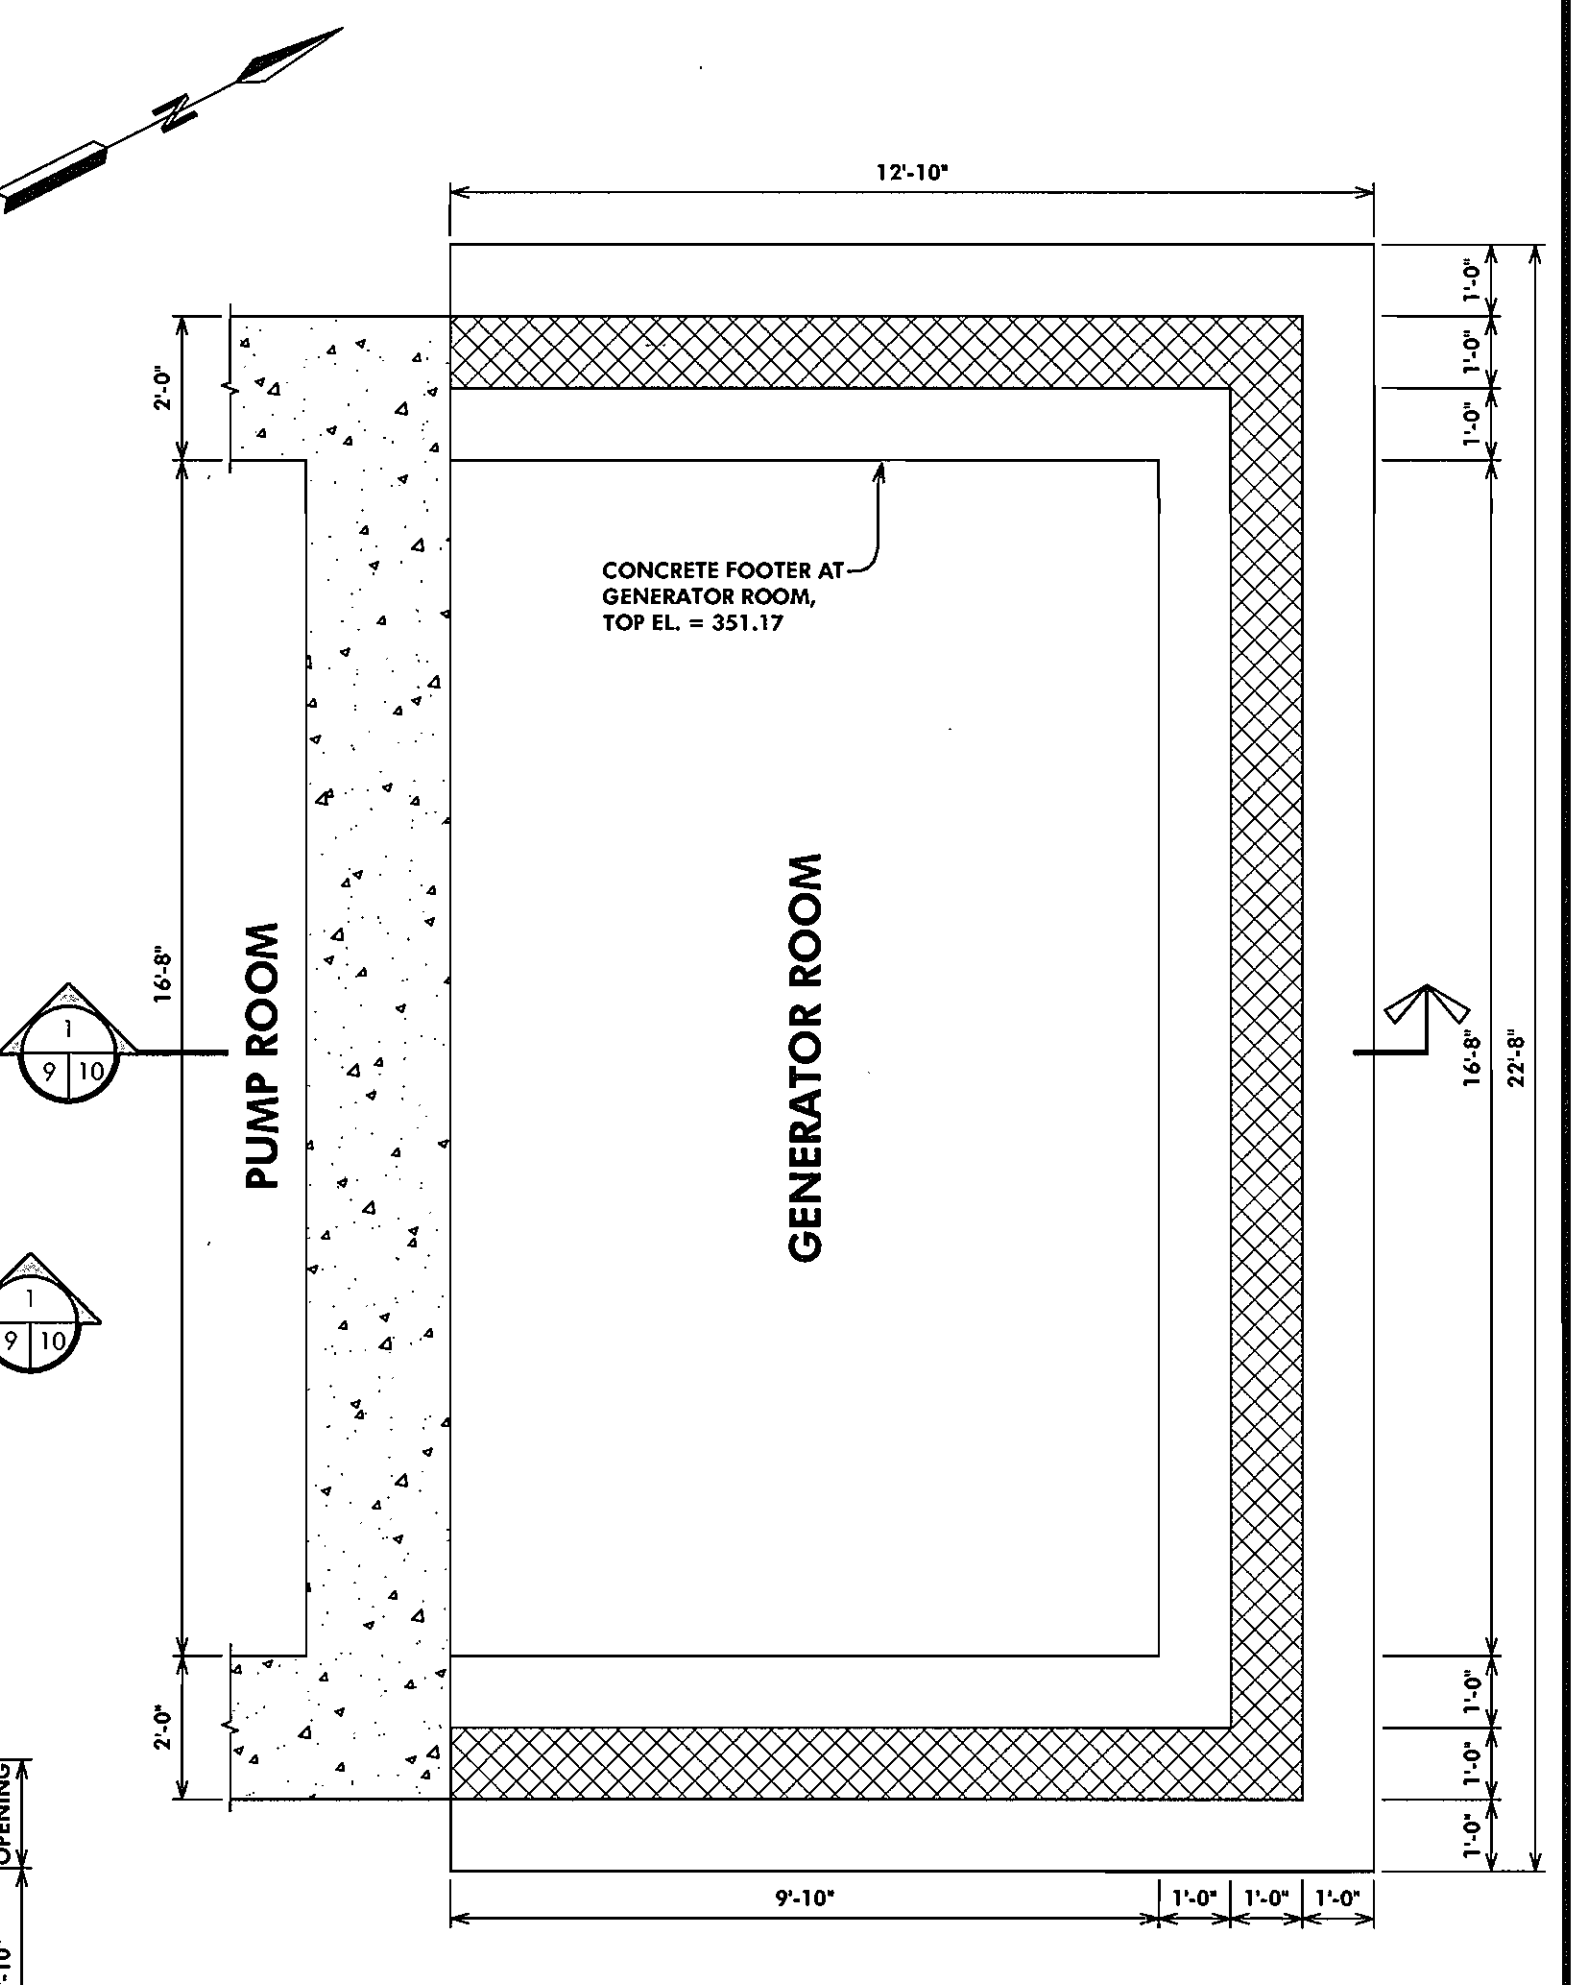 N
12'-10"
1'-0"
1'-0"
1'-0"
2'-0"
CONCRETE FOOTER AT
GENERATOR ROOM,
TOP EL. = 351.17
16'-8"
PUMP ROOM
GENERATOR ROOM
16'-8"
22'-8"
1
9 10
1
9 10
2'-0"
1'-0"
1'-0"
1'-0"
OPENING
9'-10"
1'-0"
1'-0"
1'-0"